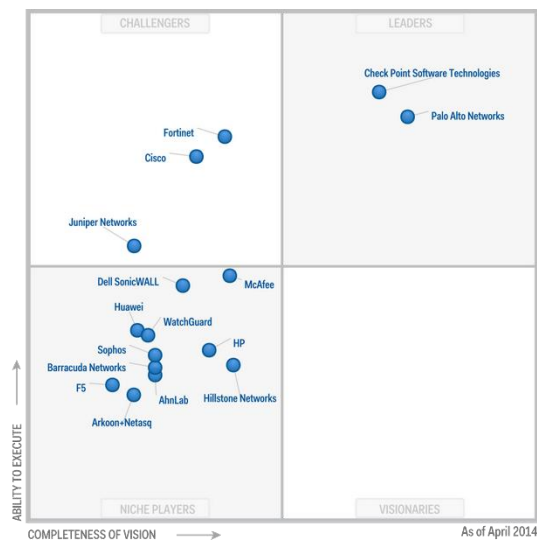 CHALLENGERS
LEADERS
Check Point Software Technologies
Palo Alto Networks
Fortinet
Cisco
Juniper Networks
Dell SonicWALL
McAfee
Huawei
WatchGuard
Sophos
HP
Barracuda Networks
F5
AhnLab
Hillstone Networks
Arkoon+Netasq
ABILITY TO EXECUTE
NICHE PLAYERS
VISIONARIES
COMPLETENESS OF VISION
As of April 2014